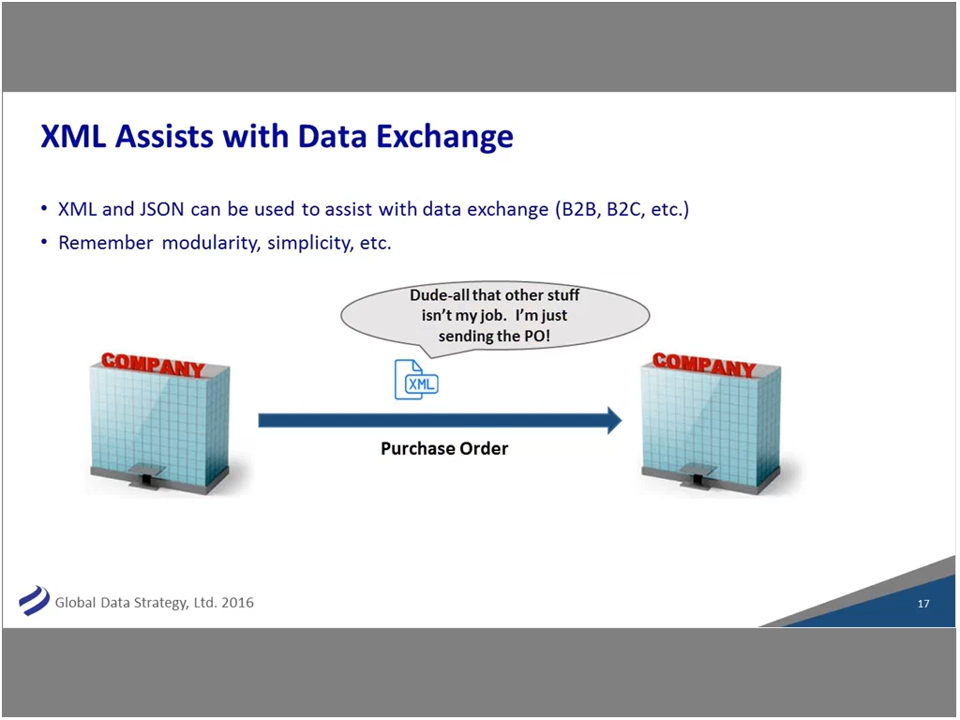 XML Assists with Data Exchange
• XML and JSON can be used to assist with data exchange (B2B, B2C, etc.)
• Remember modularity, simplicity, etc.
Dude-all that other stuff
isn't my job. I'm just
sending the PO!
COMPANY
XML
COMPANY
Purchase Order
Global Data Strategy, Ltd. 2016
17